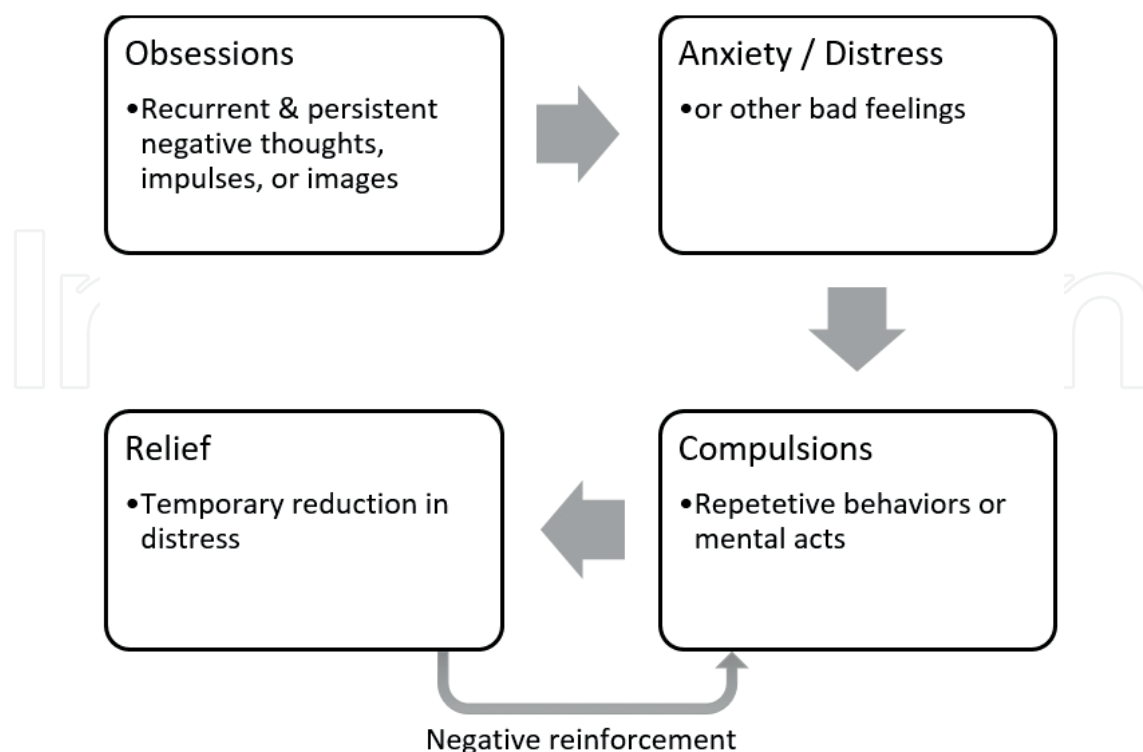 Obsessions
•Recurrent & persistent
negative thoughts,
impulses, or images
Anxiety / Distress
•or other bad feelings
Relief
•Temporary reduction in
distress
Compulsions
•Repetetive behaviors or
mental acts
Negative reinforcement